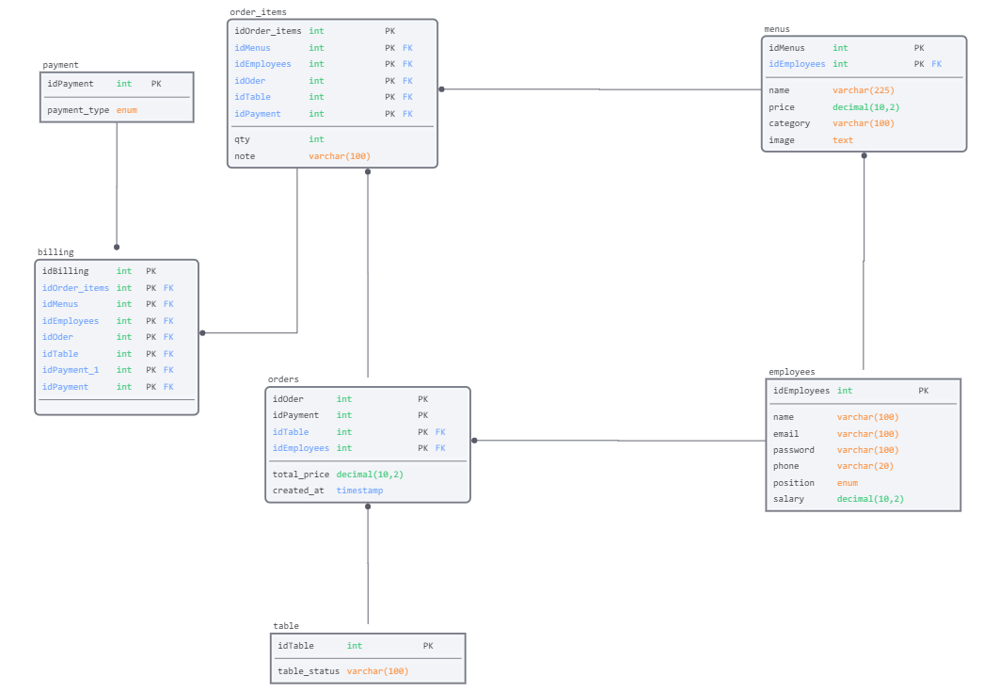 order_items
idOrder_items int PK
idMenus int PK FK
idEmployees int PK FK
idOder int PK FK
idTable int PK FK
idPayment int PK FK
qty int
note varchar(100)
menus
idMenus int PK
idEmployees int PK FK
name varchar(225)
price decimal(10,2)
category varchar(100)
image text
payment
idPayment int PK
payment_type enum
billing
idBilling int PK
idOrder_items int PK FK
idMenus int PK FK
idEmployees int PK FK
idOder int PK FK
idTable int PK FK
idPayment_1 int PK FK
idPayment int PK FK
orders
idOder int PK
idPayment int PK
idTable int PK FK
idEmployees int PK FK
total_price decimal(10,2)
created_at timestamp
employees
idEmployees int PK
name varchar(100)
email varchar(100)
password varchar(100)
phone varchar(20)
position enum
salary decimal(10,2)
table
idTable int PK
table_status varchar(100)